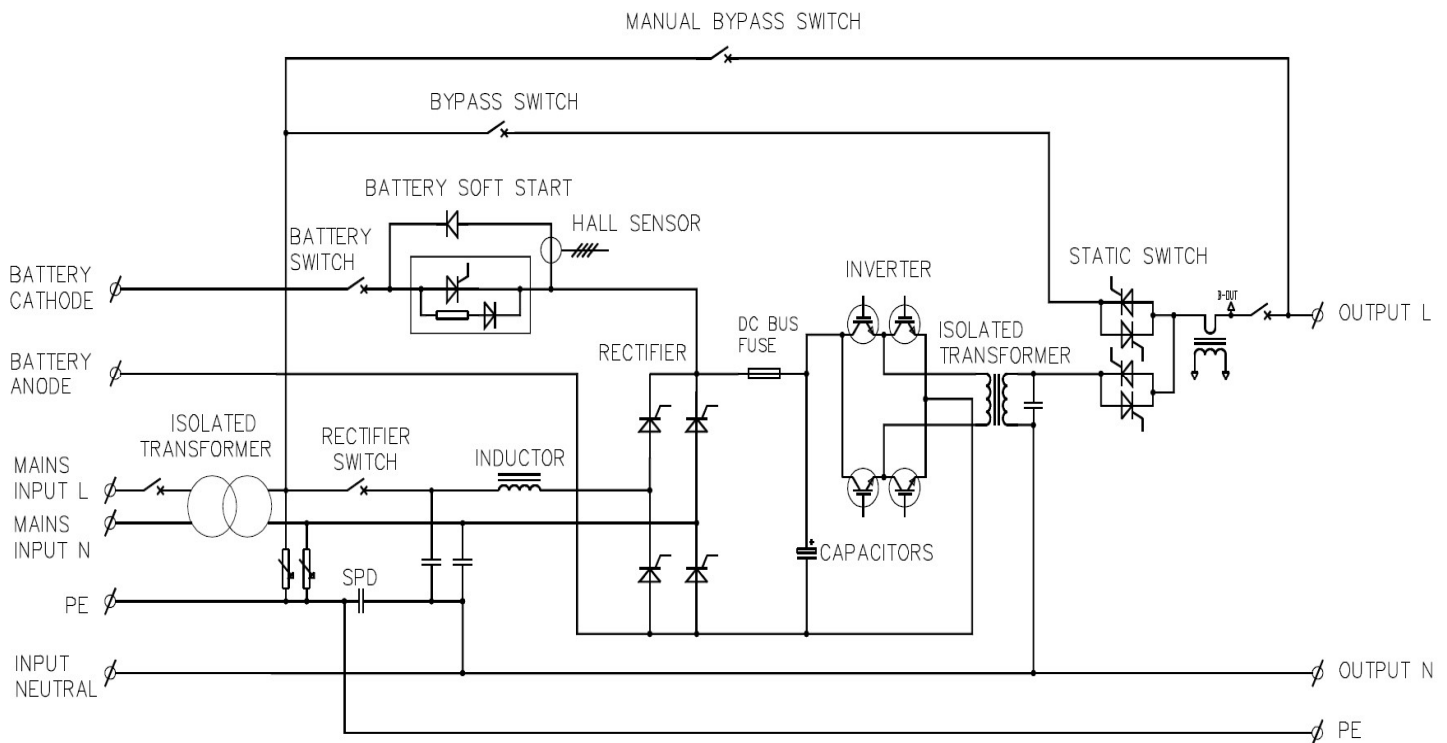 MANUAL BYPASS SWITCH
BYPASS SWITCH
BATTERY SOFT START
HALL SENSOR
BATTERY
SWITCH
BATTERY
CATHODE
INVERTER
STATIC SWITCH
B-OUT
OUTPUT L
DC BUS
FUSE
ISOLATED
TRANSFORMER
RECTIFIER
BATTERY
ANODE
ISOLATED
TRANSFORMER
RECTIFIER
SWITCH
INDUCTOR
MAINS
INPUT L
MAINS
INPUT N
+
CAPACITORS
SPD
PE
INPUT
NEUTRAL
OUTPUT N
PE